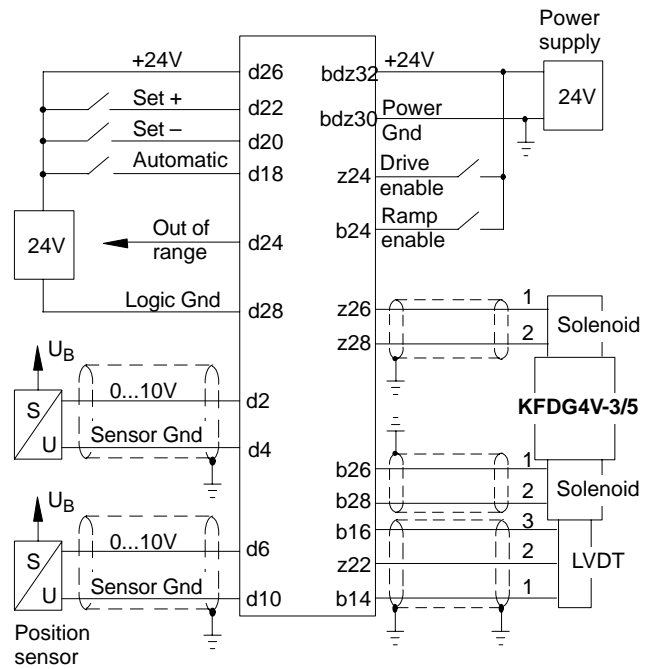 Power
supply
+24V
d26
bdz32
+24V
24V
Set +
d22
Set –
d20
bdz30
Power
Gnd
Automatic
d18
z24
Drive
enable
24V
Out of
range
d24
b24
Ramp
enable
Logic Gnd
d28
z26
1
z28
2
Solenoid
UB
S
U
0...10V
d2
Sensor Gnd
d4
KFDG4V-3/5
b26
1
b28
2
Solenoid
UB
S
U
0...10V
d6
Sensor Gnd
d10
b16
3
z22
2
b14
1
LVDT
Position
sensor